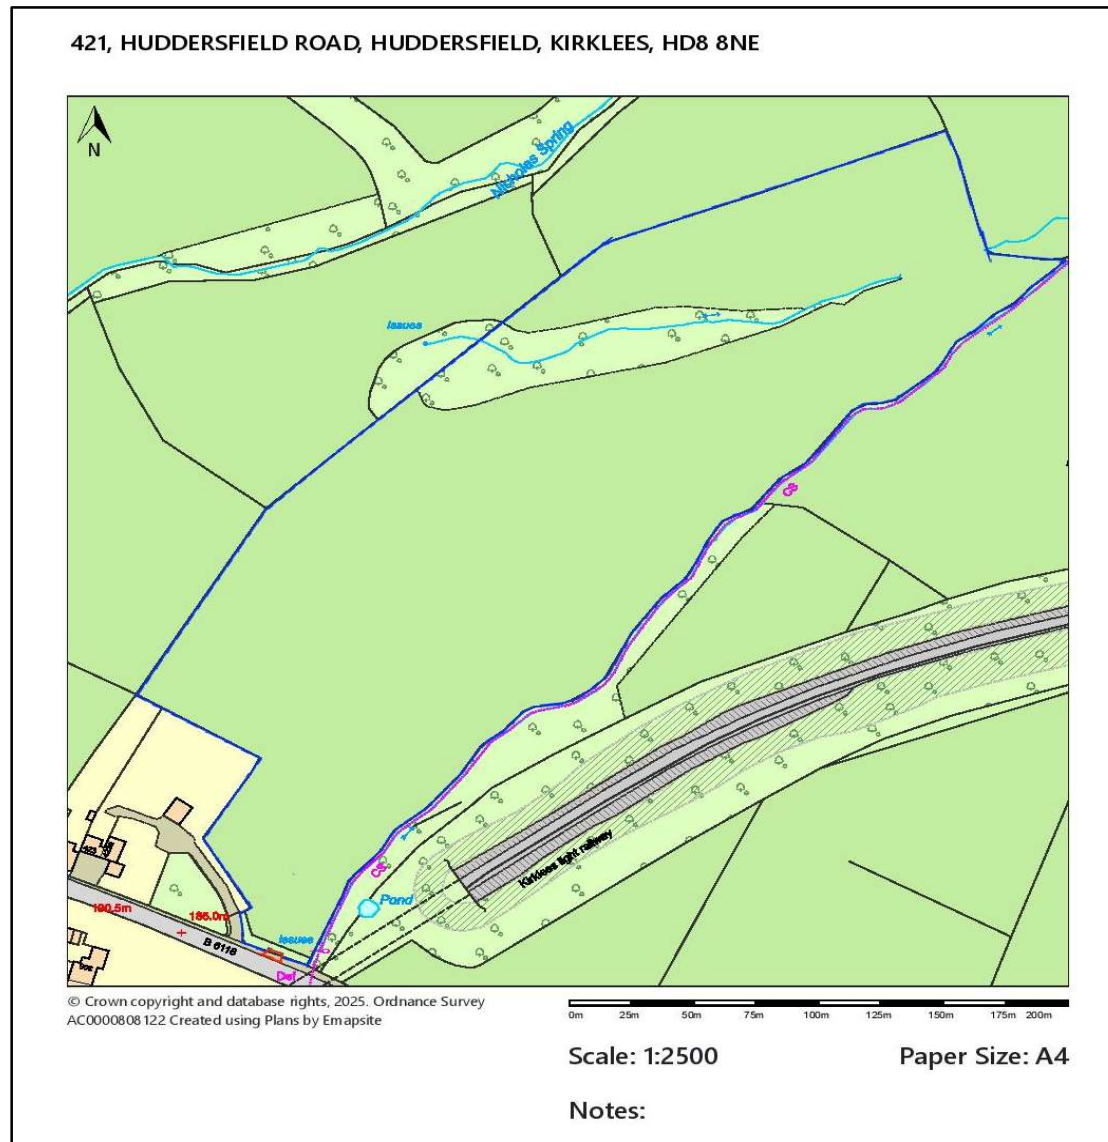 421, HUDDERSFIELD ROAD, HUDDERSFIELD, KIRKLEES, HD8 8NE
N
Nicholas Spring
Issues
CS
Kirklees light railway
CS
Pond
190.5m
185.0m
Issues
B 6118
Def
© Crown copyright and database rights, 2025. Ordnance Survey
AC0000808122 Created using Plans by Emapsite
0m 25m 50m 75m 100m 125m 150m 175m 200m
Scale: 1:2500 Paper Size: A4
Notes: